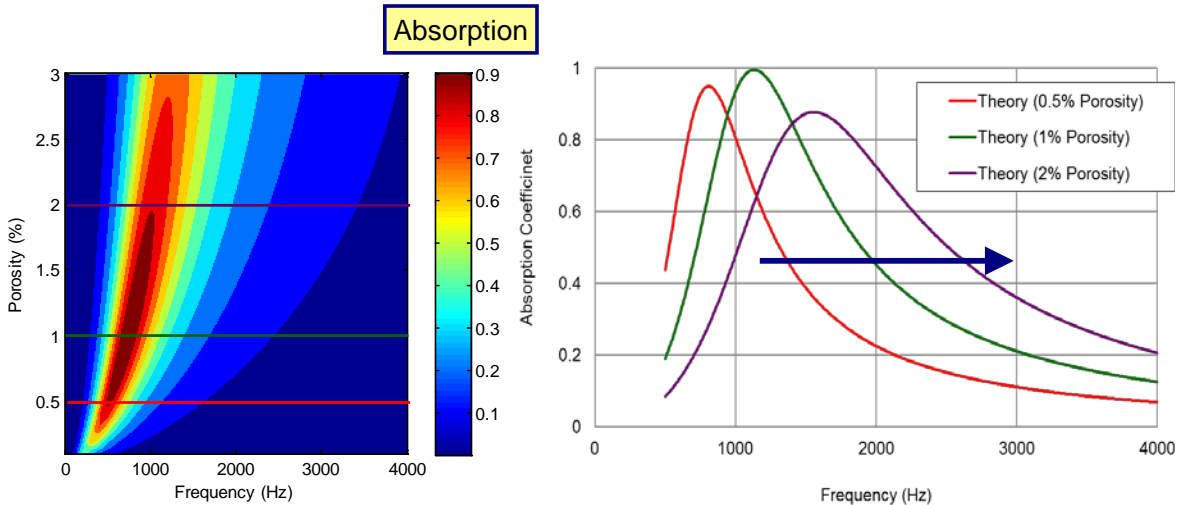 Absorption
3
2.5
2
1.5
1
0.5
Porosity (%)
0 1000 2000 3000 4000
Frequency (Hz)
0.9
0.8
0.7
0.6
0.5
0.4
0.3
0.2
0.1
Absorption Coefficinet
1
0.8
0.6
0.4
0.2
0
0 1000 2000 3000 4000
Frequency (Hz)
Theory (0.5% Porosity)
Theory (1% Porosity)
Theory (2% Porosity)